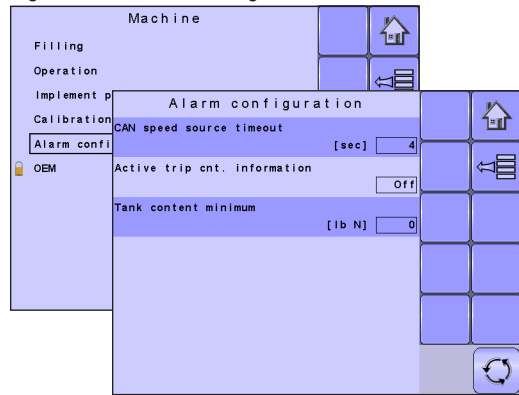 Machine
Filling
Operation
Implement p
Calibration
Alarm confi
OEM
Alarm configuration
CAN speed source timeout
[sec] 4
Active trip cnt. information
Off
Tank content minimum
[lb N] 0